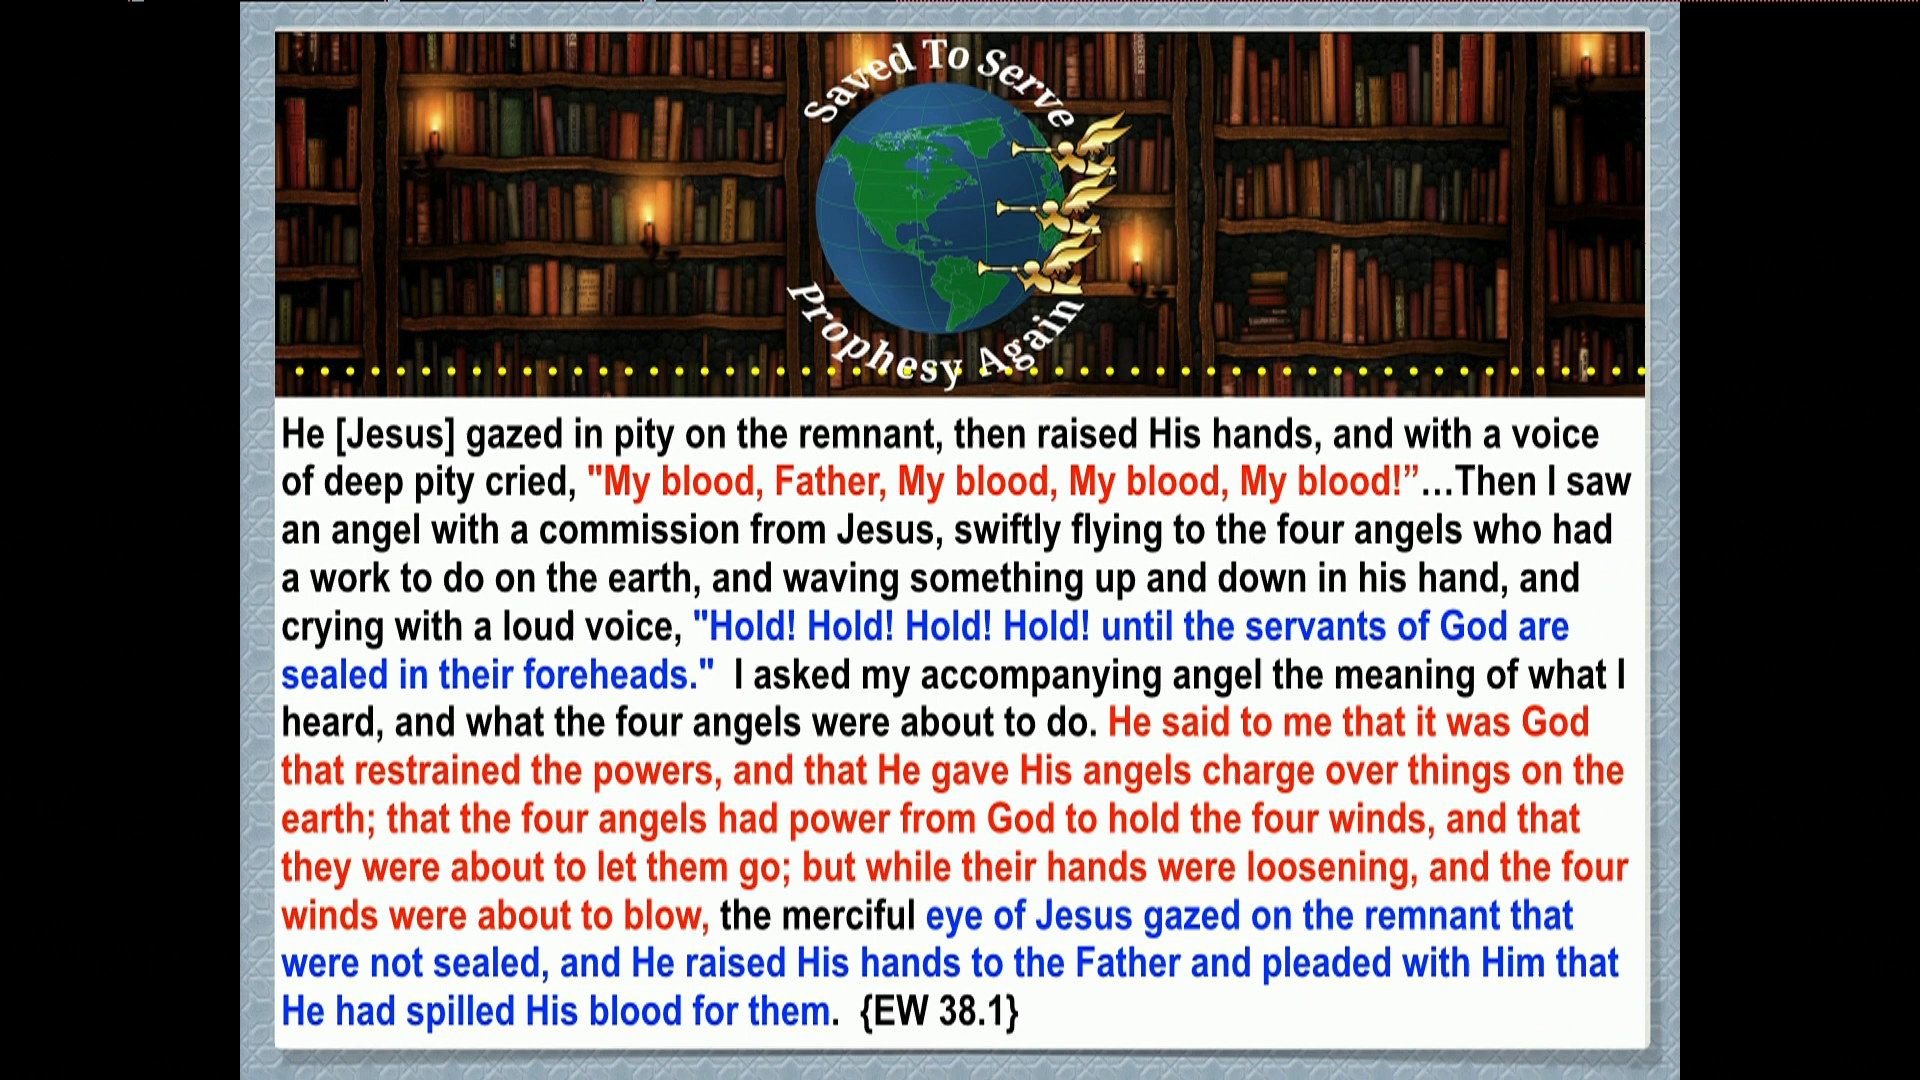 Saved To Serve
Prophesy Again
He [Jesus] gazed in pity on the remnant, then raised His hands, and with a voice
of deep pity cried, "My blood, Father, My blood, My blood, My blood!”…Then I saw
an angel with a commission from Jesus, swiftly flying to the four angels who had
a work to do on the earth, and waving something up and down in his hand, and
crying with a loud voice, "Hold! Hold! Hold! Hold! until the servants of God are
sealed in their foreheads."  I asked my accompanying angel the meaning of what I
heard, and what the four angels were about to do. He said to me that it was God
that restrained the powers, and that He gave His angels charge over things on the
earth; that the four angels had power from God to hold the four winds, and that
they were about to let them go; but while their hands were loosening, and the four
winds were about to blow, the merciful eye of Jesus gazed on the remnant that
were not sealed, and He raised His hands to the Father and pleaded with Him that
He had spilled His blood for them.  {EW 38.1}